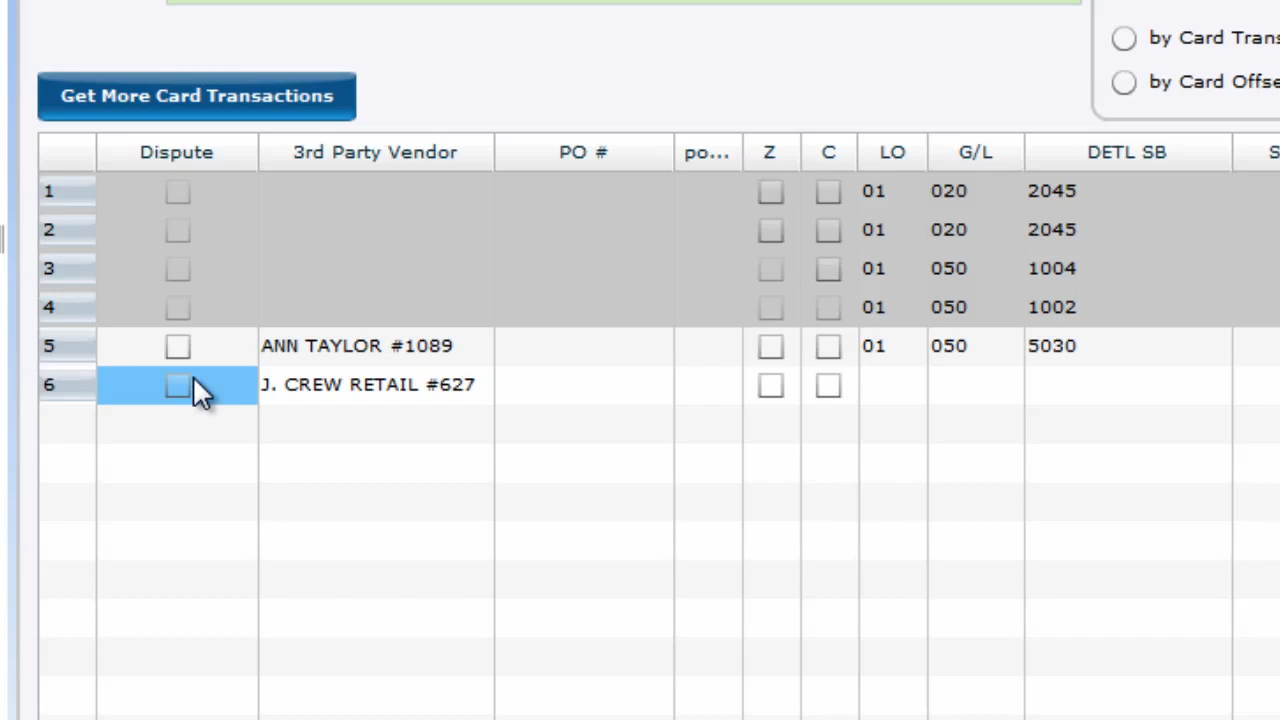 by Card Trans
by Card Offse
Get More Card Transactions
Dispute 3rd Party Vendor PO # po... Z C LO G/L DETL SB S
1 01 020 2045
2 01 020 2045
3 01 050 1004
4 01 050 1002
5 ANN TAYLOR #1089 01 050 5030
6 J. CREW RETAIL #627